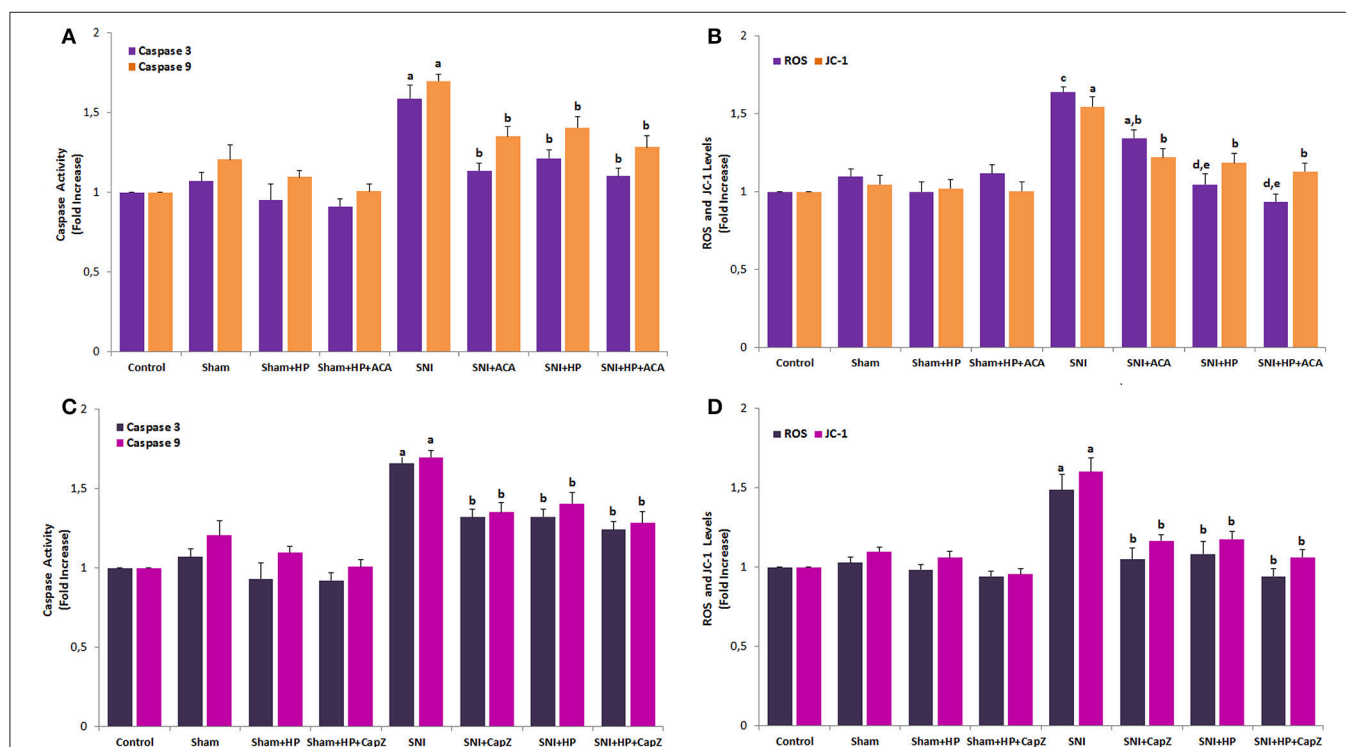 A
Caspase 3
Caspase 9
Caspase Activity
(Fold Increase)
2
1,5
1
0,5
1
a a
b b
b b
b b
Control Sham Sham+HP Sham+HP+ACA SNI SNI+ACA SNI+HP SNI+HP+ACA
B
ROS JC-1
ROS and JC-1 Levels
(Fold Increase)
2
1,5
1
0,5
0
c a
a,b b
d,e b
d,e b
Control Sham Sham+HP Sham+HP+ACA SNI SNI+ACA SNI+HP SNI+HP+ACA
C
Caspase 3
Caspase 9
Caspase Activity
(Fold Increase)
2
1,5
1
0,5
0
a a
b b
b b
b b
Control Sham Sham+HP Sham+HP+CapZ SNI SNI+CapZ SNI+HP SNI+HP+CapZ
D
ROS JC-1
ROS and JC-1 Levels
(Fold Increase)
2
1,5
1
0,5
0
a a
b b
b b
b b
Control Sham Sham+HP Sham+HP+CapZ SNI SNI+CapZ SNI+HP SNI+HP+CapZ